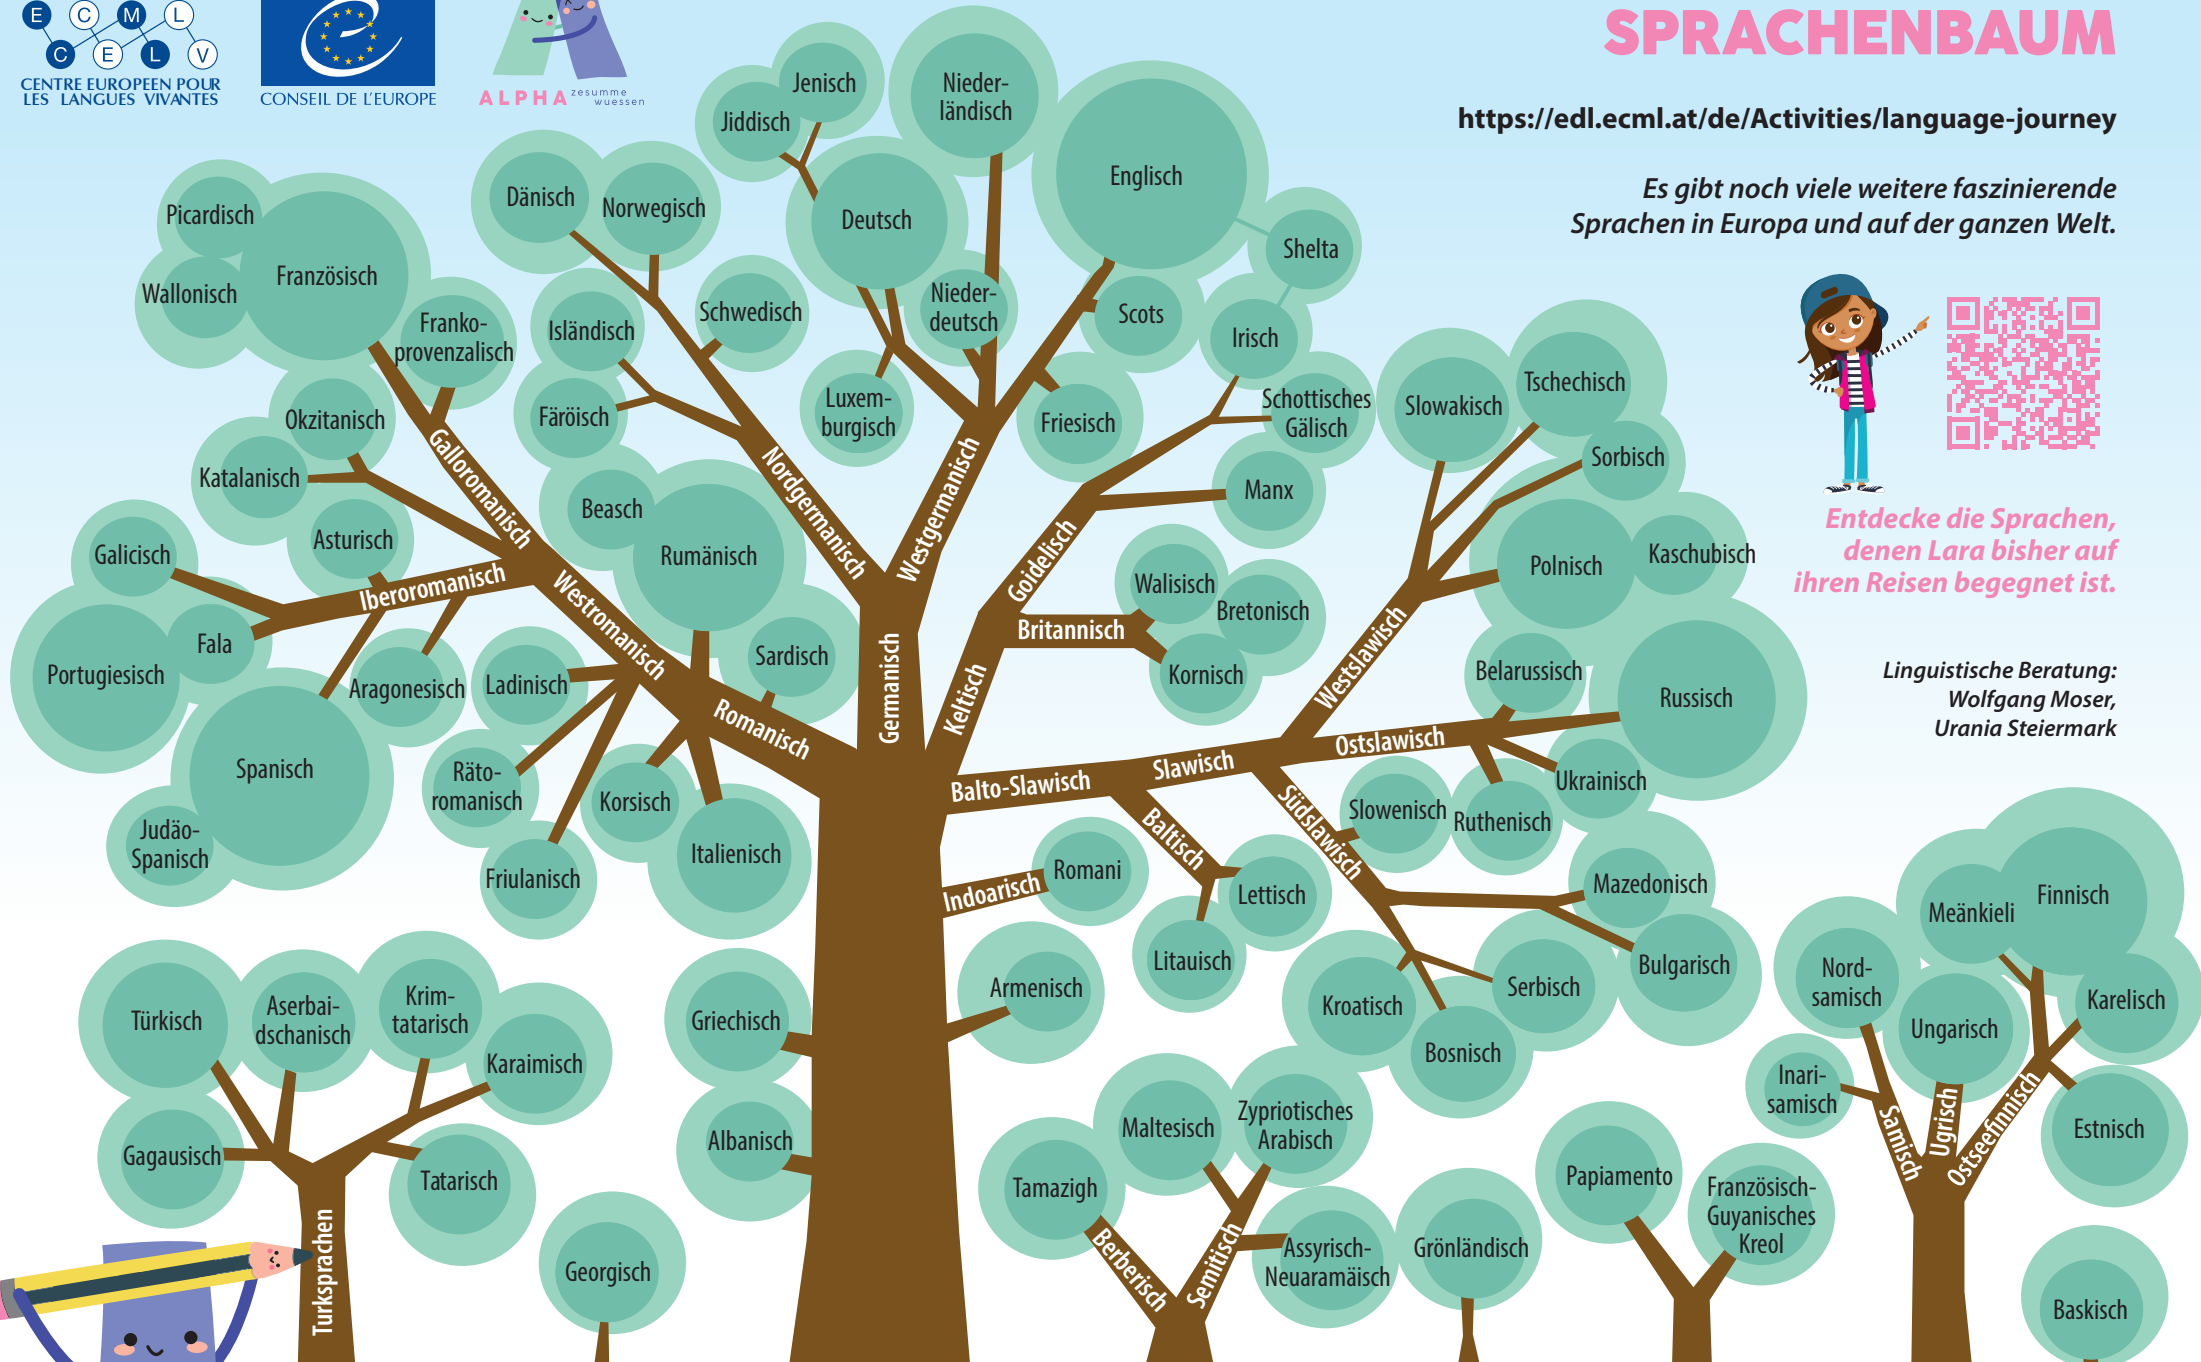 E C M L
C E L V
CENTRE EUROPEEN POUR
LES LANGUES VIVANTES
CONSEIL DE L'EUROPE
ALPHA zesumme
wuessen
SPRACHENBAUM
https://edl.ecml.at/de/Activities/language-journey
Es gibt noch viele weitere faszinierende
Sprachen in Europa und auf der ganzen Welt.
Entdecke die Sprachen,
denen Lara bisher auf
ihren Reisen begegnet ist.
Linguistische Beratung:
Wolfgang Moser,
Urania Steiermark
Picardisch
Französisch
Wallonisch
Franko-
provenzalisch
Okzitanisch
Katalanisch
Galloromanisch
Asturisch
Galicisch
Iberoromanisch
Fala
Portugiesisch
Aragonesisch
Spanisch
Judäo-
Spanisch
Westromanisch
Ladinisch
Räto-
romanisch
Friulanisch
Korsisch
Italienisch
Romanisch
Sardisch
Rumänisch
Beasch
Dänisch
Norwegisch
Schwedisch
Isländisch
Färöisch
Nordgermanisch
Jenisch
Jiddisch
Deutsch
Luxem-
burgisch
Nieder-
ländisch
Nieder-
deutsch
Englisch
Scots
Friesisch
Westgermanisch
Germanisch
Shelta
Irisch
Schottisches
Gälisch
Manx
Goidelisch
Walisisch
Bretonisch
Kornisch
Britannisch
Keltisch
Slowakisch
Tschechisch
Sorbisch
Polnisch
Kaschubisch
Westslawisch
Belarussisch
Russisch
Ukrainisch
Ruthenisch
Ostslawisch
Slawisch
Balto-Slawisch
Baltisch
Lettisch
Litauisch
Südslawisch
Slowenisch
Mazedonisch
Bulgarisch
Serbisch
Kroatisch
Bosnisch
Indoarisch
Romani
Armenisch
Griechisch
Albanisch
Türkisch
Aserbai-
dschanisch
Krim-
tatarisch
Karaimisch
Gagausisch
Tatarisch
Turksprachen
Georgisch
Tamazigh
Maltesisch
Zypriotisches
Arabisch
Assyrisch-
Neuaramäisch
Berberisch
Semitisch
Grönländisch
Papiamento
Französisch-
Guyanisches
Kreol
Meänkieli
Finnisch
Nord-
samisch
Ungarisch
Karelisch
Inari-
samisch
Estnisch
Samisch
Ugrisch
Ostseefinnisch
Baskisch